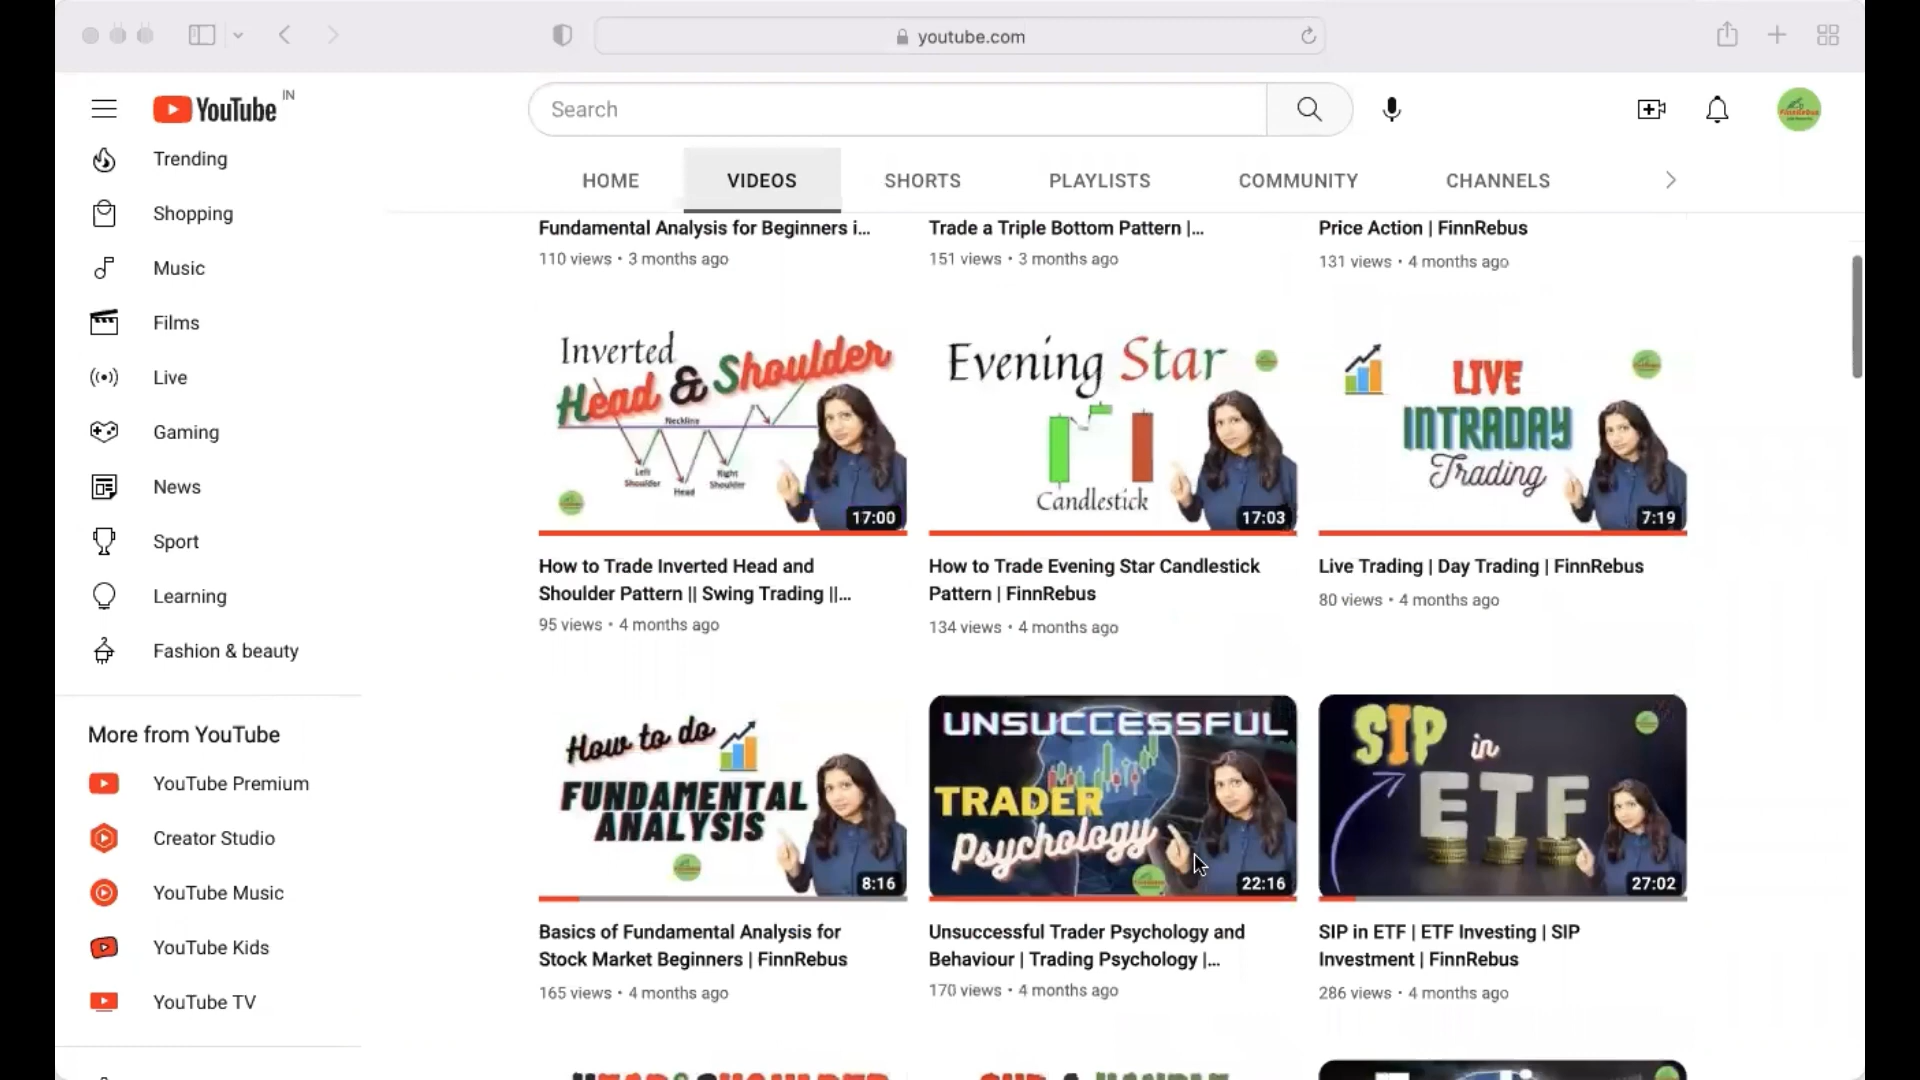 youtube.com
YouTube IN
Search
Trending
Shopping
Music
Films
Live
Gaming
News
Sport
Learning
Fashion & beauty
More from YouTube
YouTube Premium
Creator Studio
YouTube Music
YouTube Kids
YouTube TV
HOME
VIDEOS
SHORTS
PLAYLISTS
COMMUNITY
CHANNELS
Fundamental Analysis for Beginners i...
110 views • 3 months ago
Trade a Triple Bottom Pattern |...
151 views • 3 months ago
Price Action | FinnRebus
131 views • 4 months ago
Inverted
Head & Shoulder
Neckline
Left
Shoulder
Head
Right
Shoulder
17:00
How to Trade Inverted Head and
Shoulder Pattern || Swing Trading ||...
95 views • 4 months ago
Evening Star
Candlestick
17:03
How to Trade Evening Star Candlestick
Pattern | FinnRebus
134 views • 4 months ago
LIVE
INTRADAY
Trading
7:19
Live Trading | Day Trading | FinnRebus
80 views • 4 months ago
How to do
FUNDAMENTAL
ANALYSIS
8:16
Basics of Fundamental Analysis for
Stock Market Beginners | FinnRebus
165 views • 4 months ago
UNSUCCESSFUL
TRADER
Psychology
22:16
Unsuccessful Trader Psychology and
Behaviour | Trading Psychology |...
170 views • 4 months ago
SIP
in
ETF
27:02
SIP in ETF | ETF Investing | SIP
Investment | FinnRebus
286 views • 4 months ago